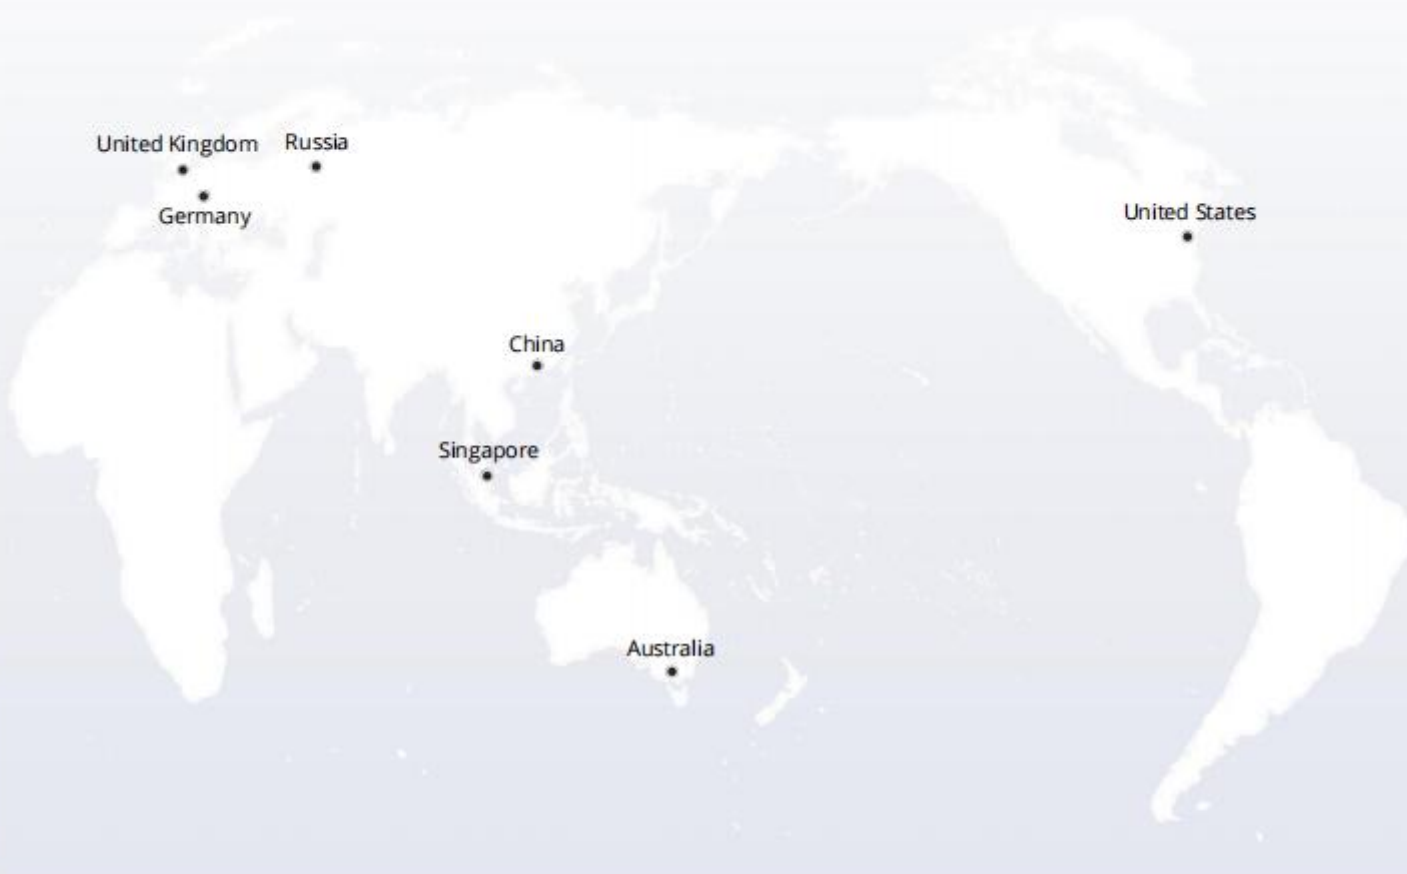 United Kingdom
Russia
Germany
United States
China
Singapore
Australia